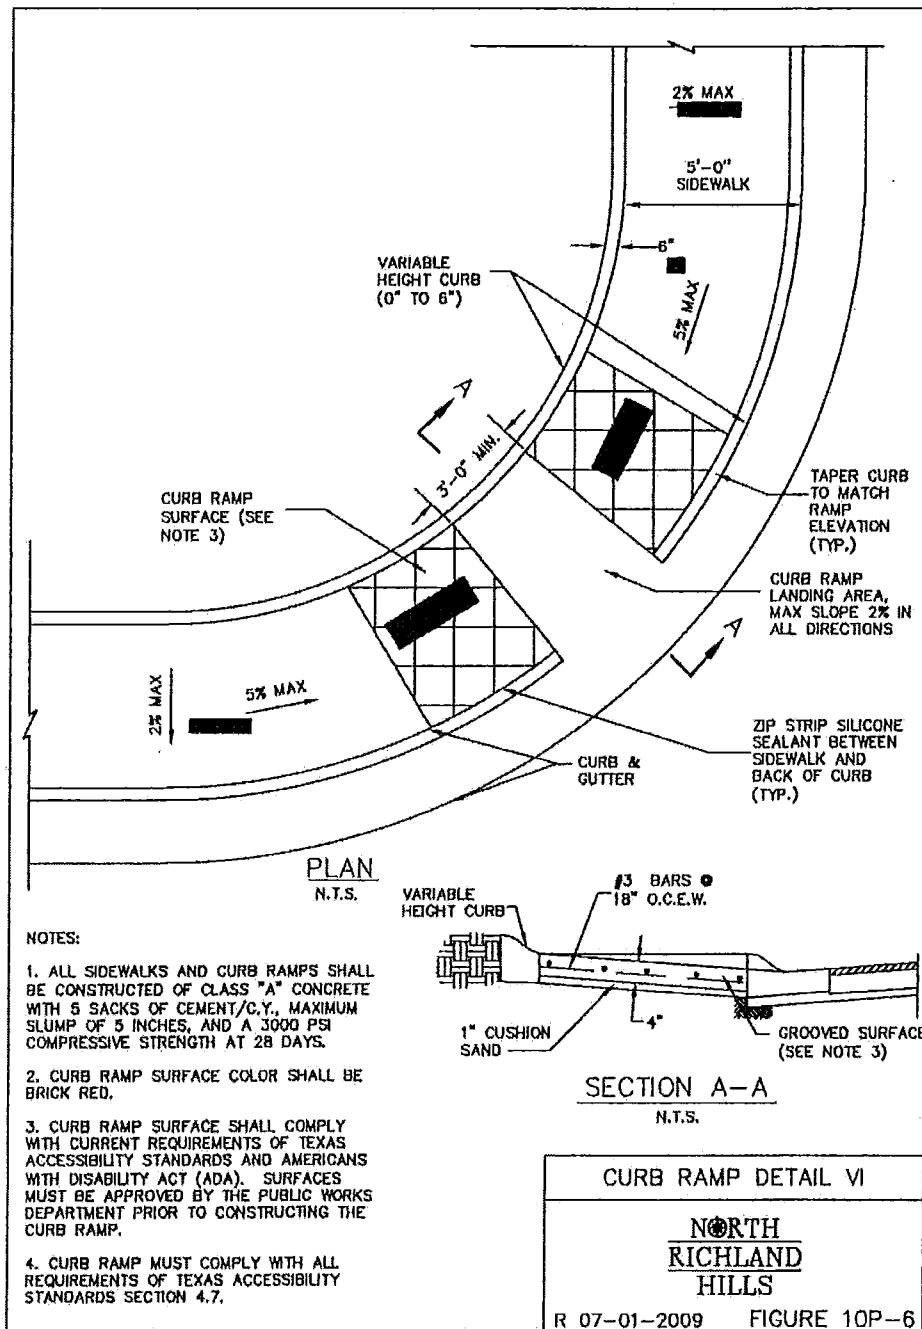 2% MAX
5'-0"
SIDEWALK
6"
VARIABLE
HEIGHT CURB
(0" TO 6")
5% MAX
A
3'-0" MIN.
CURB RAMP
SURFACE (SEE
NOTE 3)
TAPER CURB
TO MATCH
RAMP
ELEVATION
(TYP.)
CURB RAMP
LANDING AREA,
MAX SLOPE 2% IN
ALL DIRECTIONS
A
2% MAX
5% MAX
ZIP STRIP SILICONE
SEALANT BETWEEN
SIDEWALK AND
BACK OF CURB
(TYP.)
CURB &
GUTTER
PLAN
N.T.S.
VARIABLE
HEIGHT CURB
#3 BARS @
18" O.C.E.W.
1" CUSHION
SAND
4"
GROOVED SURFACE
(SEE NOTE 3)
SECTION A-A
N.T.S.
NOTES:
1. ALL SIDEWALKS AND CURB RAMPS SHALL
BE CONSTRUCTED OF CLASS "A" CONCRETE
WITH 5 SACKS OF CEMENT/C.Y., MAXIMUM
SLUMP OF 5 INCHES, AND A 3000 PSI
COMPRESSIVE STRENGTH AT 28 DAYS.
2. CURB RAMP SURFACE COLOR SHALL BE
BRICK RED.
3. CURB RAMP SURFACE SHALL COMPLY
WITH CURRENT REQUIREMENTS OF TEXAS
ACCESSIBILITY STANDARDS AND AMERICANS
WITH DISABILITY ACT (ADA). SURFACES
MUST BE APPROVED BY THE PUBLIC WORKS
DEPARTMENT PRIOR TO CONSTRUCTING THE
CURB RAMP.
4. CURB RAMP MUST COMPLY WITH ALL
REQUIREMENTS OF TEXAS ACCESSIBILITY
STANDARDS SECTION 4.7.
CURB RAMP DETAIL VI
NORTH
RICHLAND
HILLS
R 07-01-2009 FIGURE 10P-6